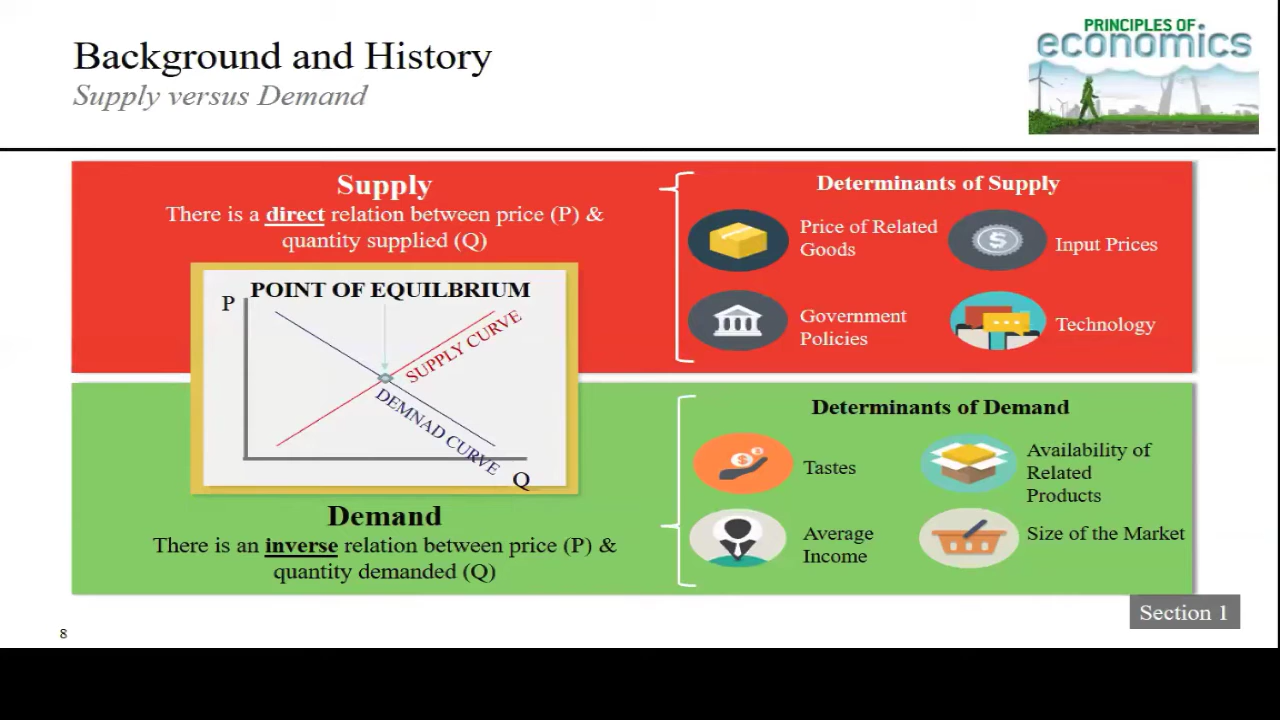 Background and History
Supply versus Demand
PRINCIPLES OF
economics
Supply
There is a direct relation between price (P) &
quantity supplied (Q)
POINT OF EQUILBRIUM
P
SUPPLY CURVE
DEMNAD CURVE
Q
Demand
There is an inverse relation between price (P) &
quantity demanded (Q)
Determinants of Supply
Price of Related
Goods
Input Prices
Government
Policies
Technology
Determinants of Demand
Tastes
Availability of
Related
Products
Average
Income
Size of the Market
Section 1
8